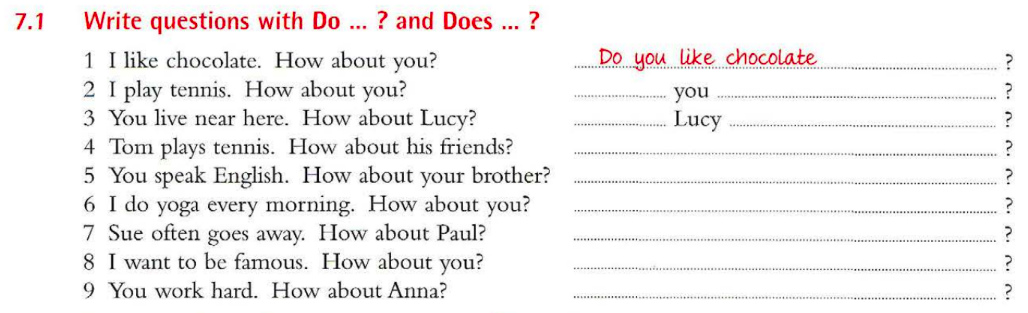 7.1 Write questions with Do ... ? and Does ... ?
1 I like chocolate. How about you? Do you like chocolate ?
2 I play tennis. How about you? you ?
3 You live near here. How about Lucy? Lucy ?
4 Tom plays tennis. How about his friends? ?
5 You speak English. How about your brother? ?
6 I do yoga every morning. How about you? ?
7 Sue often goes away. How about Paul? ?
8 I want to be famous. How about you? ?
9 You work hard. How about Anna? ?